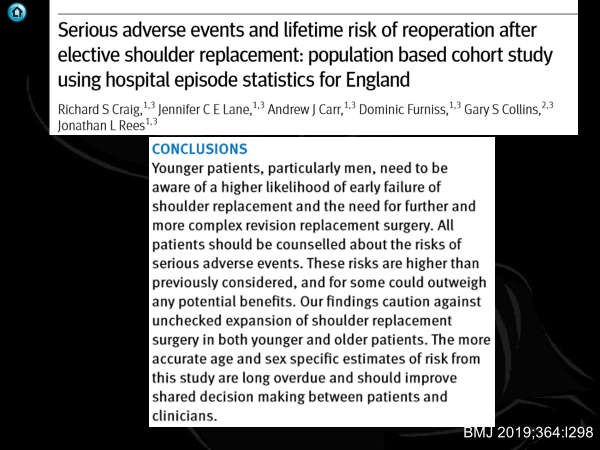 Serious adverse events and lifetime risk of reoperation after
elective shoulder replacement: population based cohort study
using hospital episode statistics for England
Richard S Craig,1,3 Jennifer C E Lane,1,3 Andrew J Carr,1,3 Dominic Furniss,1,3 Gary S Collins,2,3
Jonathan L Rees1,3
CONCLUSIONS
Younger patients, particularly men, need to be
aware of a higher likelihood of early failure of
shoulder replacement and the need for further and
more complex revision replacement surgery. All
patients should be counselled about the risks of
serious adverse events. These risks are higher than
previously considered, and for some could outweigh
any potential benefits. Our findings caution against
unchecked expansion of shoulder replacement
surgery in both younger and older patients. The more
accurate age and sex specific estimates of risk from
this study are long overdue and should improve
shared decision making between patients and
clinicians.
BMJ 2019;364:l298